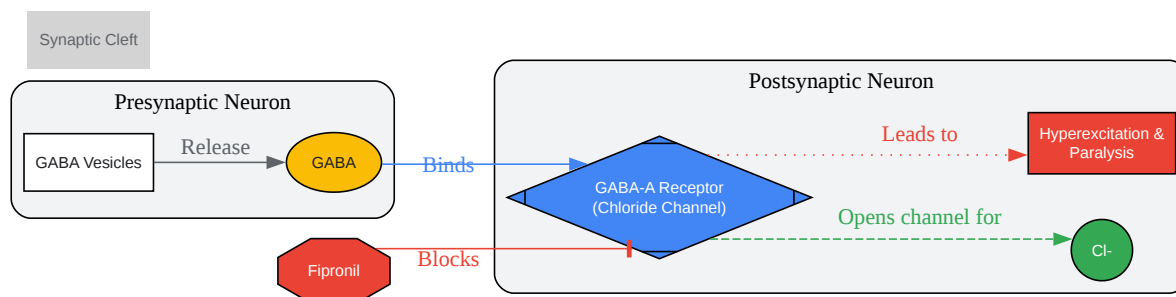 Synaptic Cleft
Presynaptic Neuron
GABA Vesicles
Release
GABA
Binds
Fipronil
Blocks
Postsynaptic Neuron
GABA-A Receptor
(Chloride Channel)
Leads to
Hyperexcitation &
Paralysis
Opens channel for
Cl-